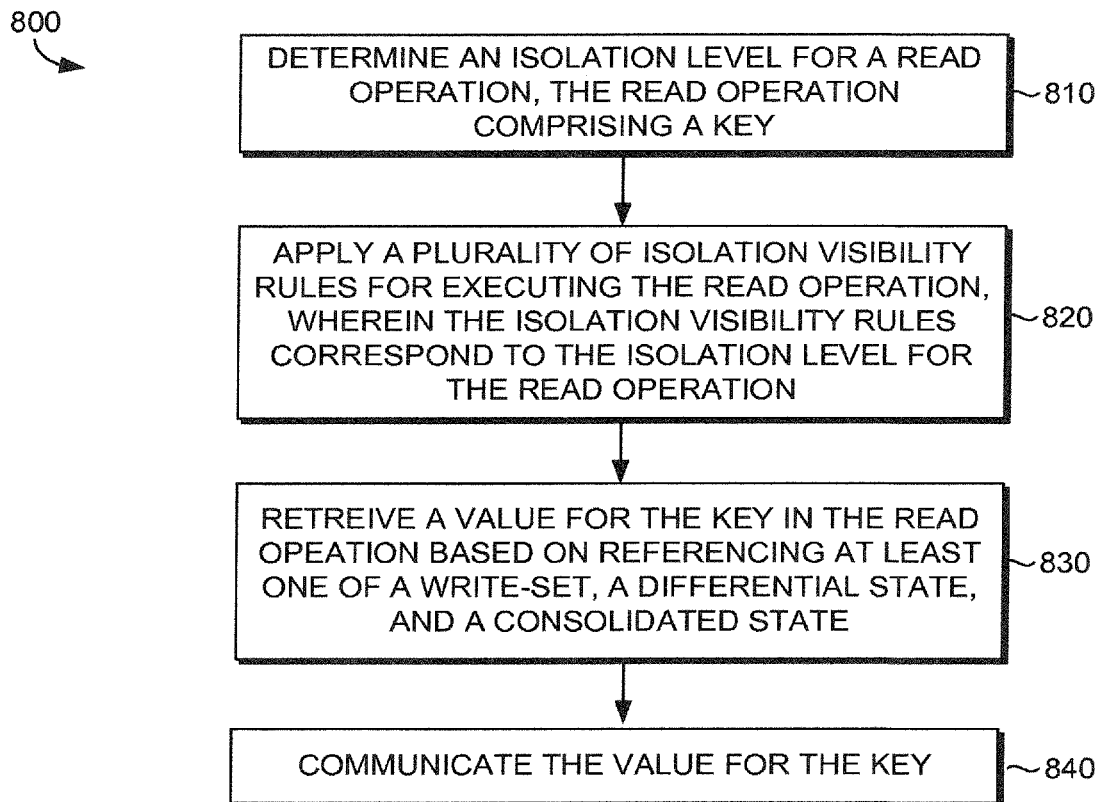 800
DETERMINE AN ISOLATION LEVEL FOR A READ
OPERATION, THE READ OPERATION
COMPRISING A KEY
810
APPLY A PLURALITY OF ISOLATION VISIBILITY
RULES FOR EXECUTING THE READ OPERATION,
WHEREIN THE ISOLATION VISIBILITY RULES
CORRESPOND TO THE ISOLATION LEVEL FOR
THE READ OPERATION
820
RETREIVE A VALUE FOR THE KEY IN THE READ
OPEATION BASED ON REFERENCING AT LEAST
ONE OF A WRITE-SET, A DIFFERENTIAL STATE,
AND A CONSOLIDATED STATE
830
COMMUNICATE THE VALUE FOR THE KEY
840